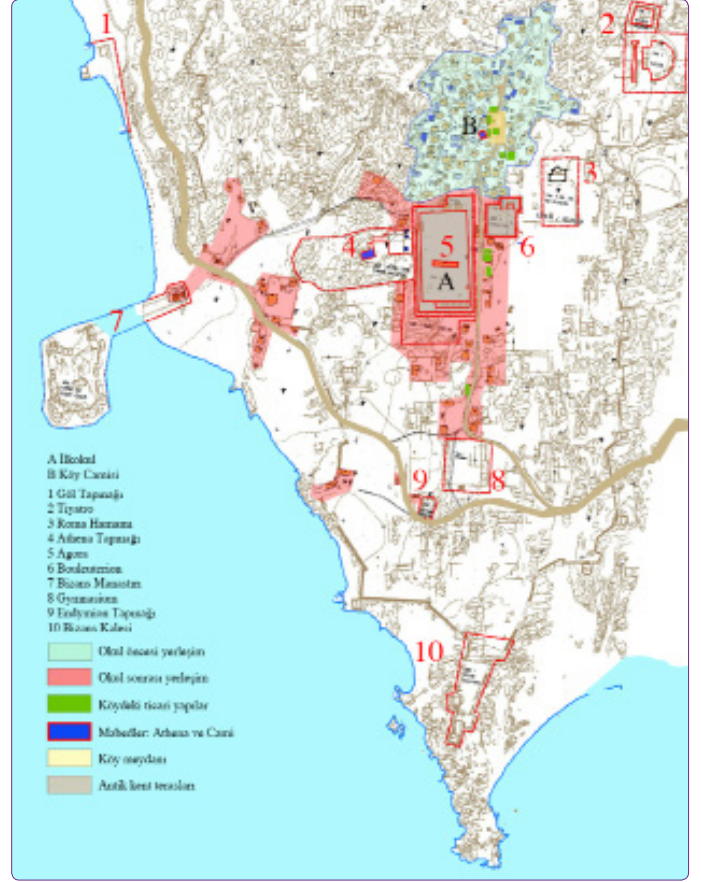 1
2
B
3
4
5
A
6
7
9
8
10
A İlkokul
B Köy Camisi
1 Göl Tapınağı
2 Tiyatro
3 Roma Hamamı
4 Athena Tapınağı
5 Agora
6 Bouleuterion
7 Bizans Manastırı
8 Gymnasium
9 Endymion Tapınağı
10 Bizans Kalesi
Okul öncesi yerleşim
Okul sonrası yerleşim
Köydeki ticari yapılar
Mabedler: Athena ve Cami
Köy meydanı
Antik kent terasları